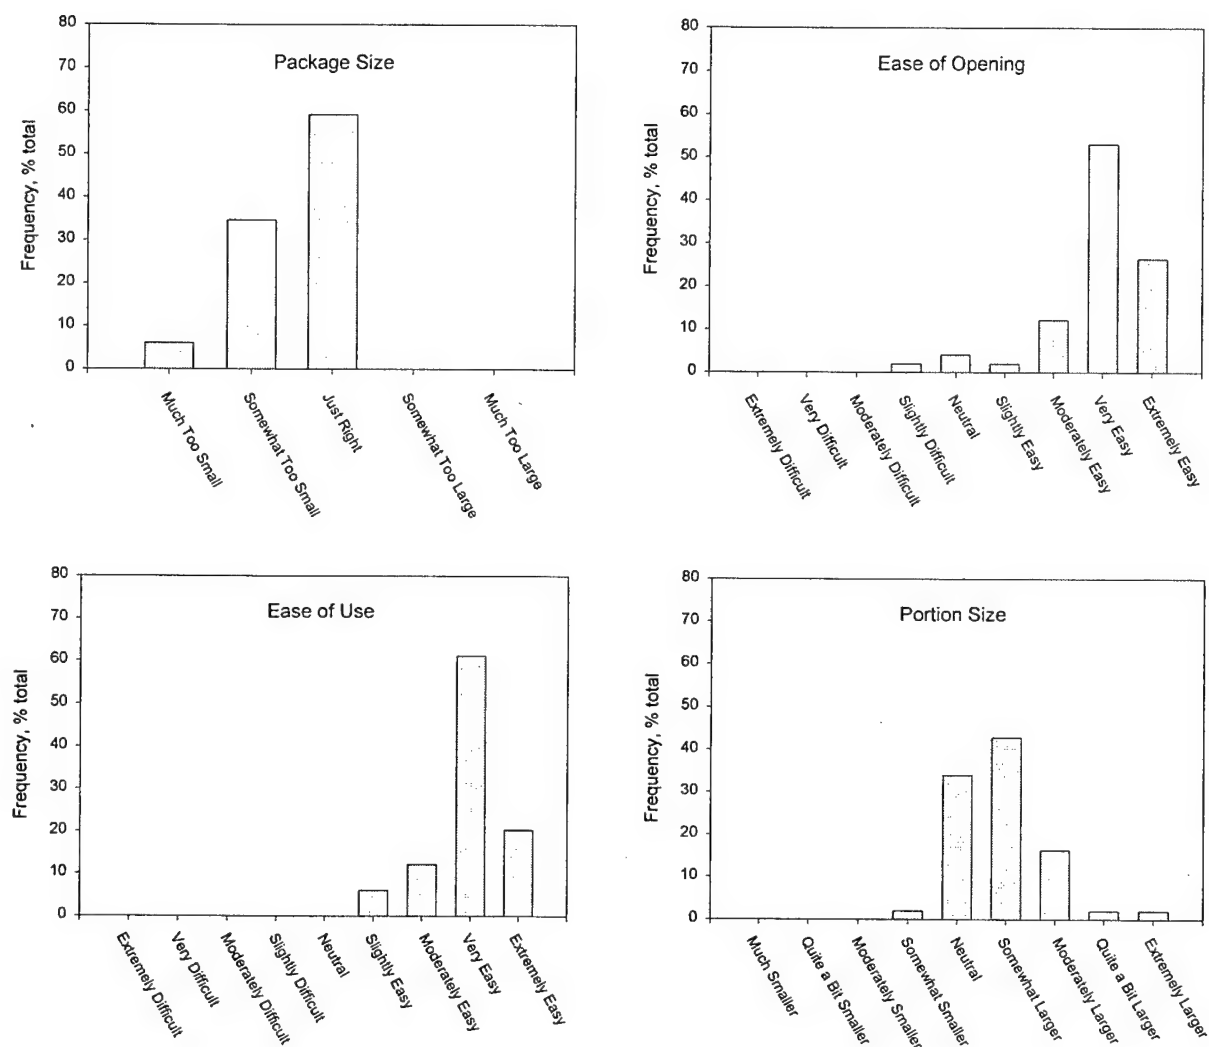 Package Size
Frequency, % total
80
70
60
50
40
30
20
10
0
Much Too Small
Somewhat Too Small
Just Right
Somewhat Too Large
Much Too Large
Ease of Opening
Frequency, % total
80
70
60
50
40
30
20
10
0
Extremely Difficult
Very Difficult
Moderately Difficult
Slightly Difficult
Neutral
Slightly Easy
Moderately Easy
Very Easy
Extremely Easy
Ease of Use
Frequency, % total
80
70
60
50
40
30
20
10
0
Extremely Difficult
Very Difficult
Moderately Difficult
Slightly Difficult
Neutral
Slightly Easy
Moderately Easy
Very Easy
Extremely Easy
Portion Size
Frequency, % total
80
70
60
50
40
30
20
10
0
Much Smaller
Quite a Bit Smaller
Moderately Smaller
Somewhat Smaller
Neutral
Somewhat Larger
Moderately Larger
Quite a Bit Larger
Extremely Larger